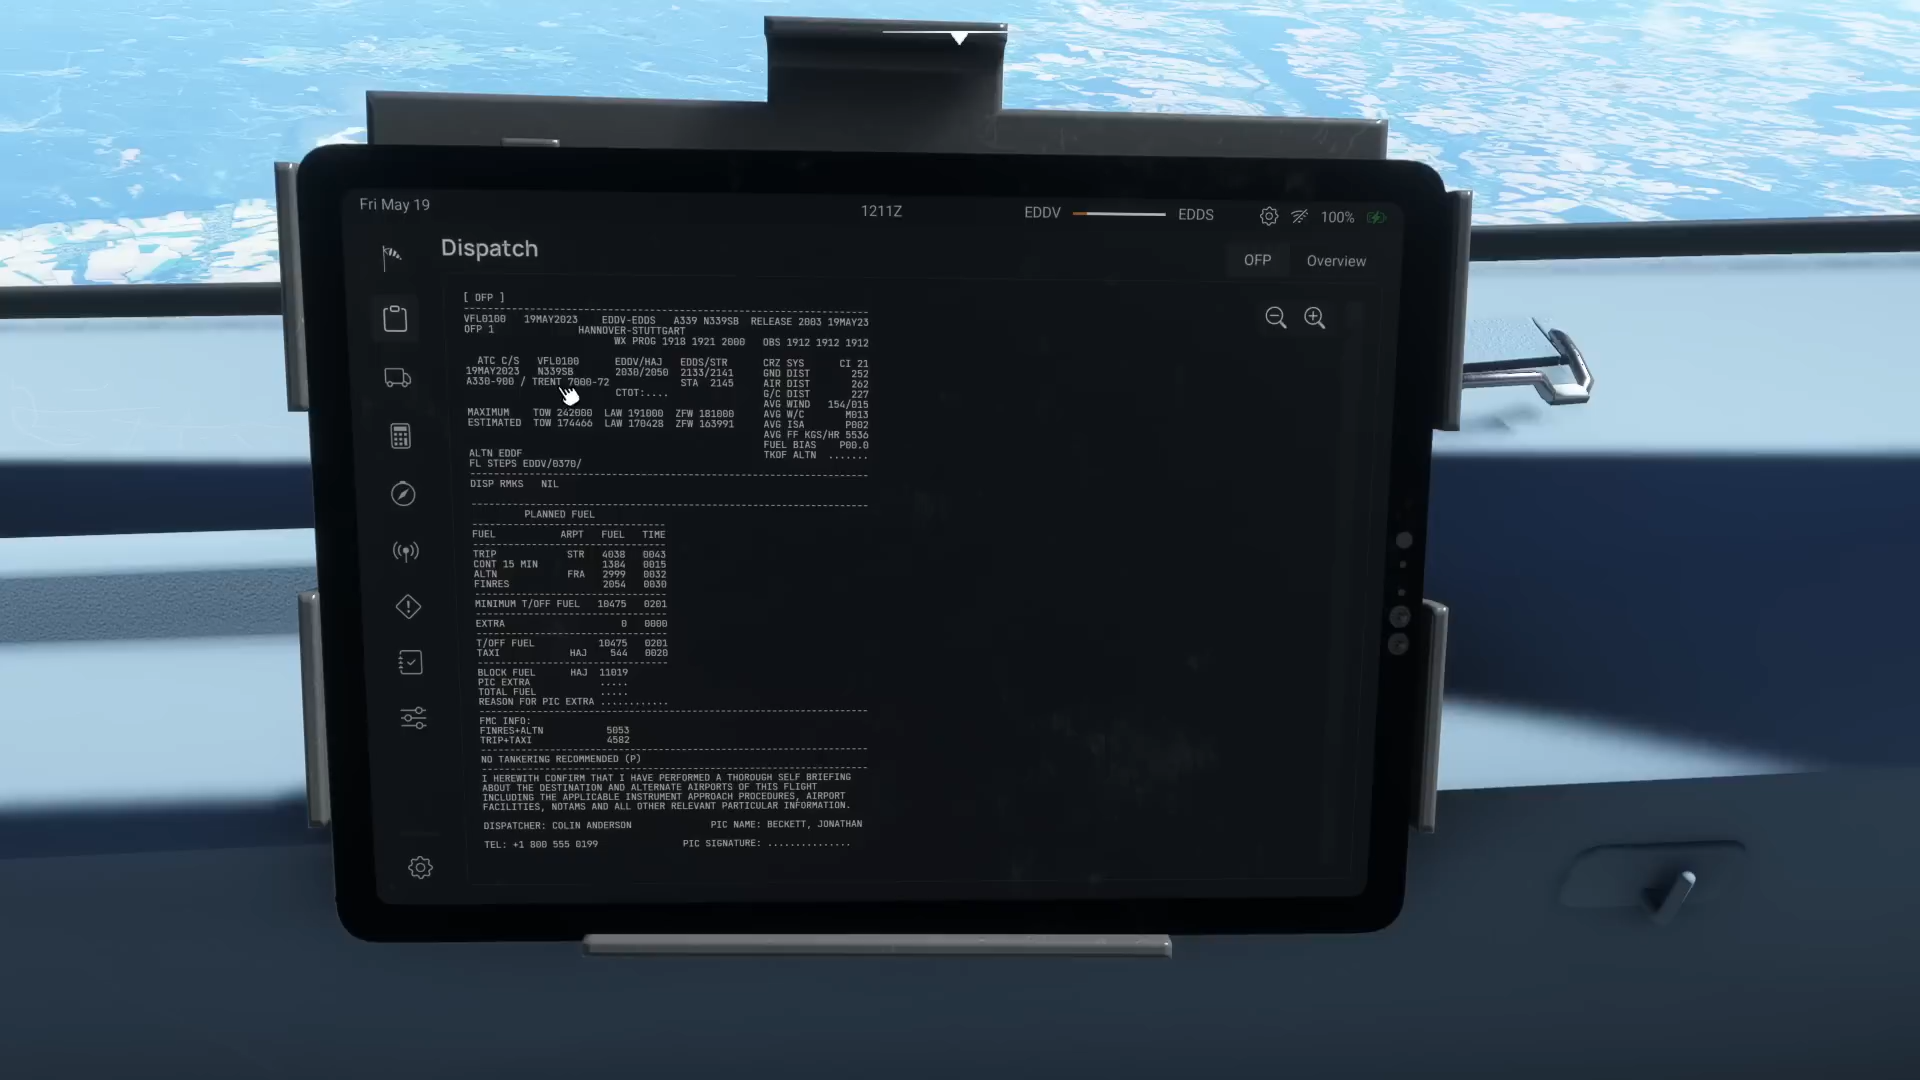 Fri May 19
1211Z
EDDV EDDS
100%
Dispatch
OFP Overview
[ OFP ]
VFL0100 19MAY2023 EDDV-EDDS A339 N339SB RELEASE 2003 19MAY23
OFP 1 HANNOVER-STUTTGART
WX PROG 1918 1921 2000 OBS 1912 1912 1912
ATC C/S VFL0100 EDDV/HAJ EDDS/STR CRZ SYS CI 21
19MAY2023 N339SB 2030/2050 2133/2141 GND DIST 252
A330-900 / TRENT 7000-72 STA 2145 AIR DIST 262
CTOT:.... G/C DIST 227
AVG WIND 154/015
MAXIMUM TOW 242000 LAW 191000 ZFW 181000 AVG W/C M013
ESTIMATED TOW 174466 LAW 170428 ZFW 163991 AVG ISA P002
AVG FF KGS/HR 5536
FUEL BIAS P00.0
ALTN EDDF TKOF ALTN .......
FL STEPS EDDV/0370/
DISP RMKS NIL
PLANNED FUEL
FUEL ARPT FUEL TIME
TRIP STR 4038 0043
CONT 15 MIN 1384 0015
ALTN FRA 2999 0032
FINRES 2054 0030
MINIMUM T/OFF FUEL 10475 0201
EXTRA 0 0000
T/OFF FUEL 10475 0201
TAXI HAJ 544 0020
BLOCK FUEL HAJ 11019
PIC EXTRA .....
TOTAL FUEL .....
REASON FOR PIC EXTRA ............
FMC INFO:
FINRES+ALTN 5053
TRIP+TAXI 4582
NO TANKERING RECOMMENDED (P)
I HEREWITH CONFIRM THAT I HAVE PERFORMED A THOROUGH SELF BRIEFING
ABOUT THE DESTINATION AND ALTERNATE AIRPORTS OF THIS FLIGHT
INCLUDING THE APPLICABLE INSTRUMENT APPROACH PROCEDURES, AIRPORT
FACILITIES, NOTAMS AND ALL OTHER RELEVANT PARTICULAR INFORMATION.
DISPATCHER: COLIN ANDERSON PIC NAME: BECKETT, JONATHAN
TEL: +1 800 555 0199 PIC SIGNATURE: ...............